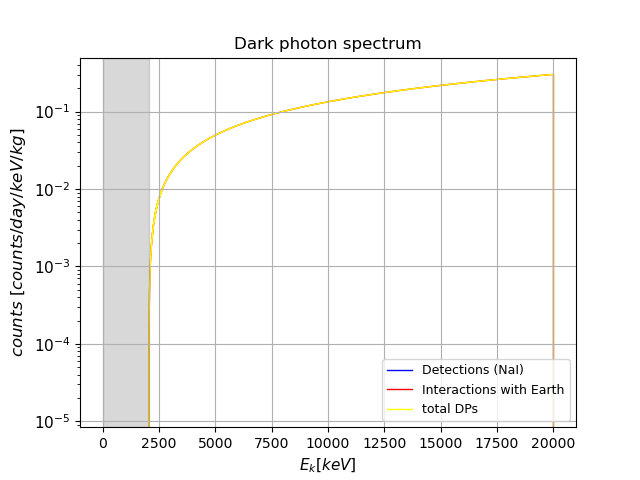 Dark photon spectrum
counts [counts/day/keV/kg]
10⁻¹
10⁻²
10⁻³
10⁻⁴
10⁻⁵
Detections (NaI)
Interactions with Earth
total DPs
0 2500 5000 7500 10000 12500 15000 17500 20000
Eₖ[keV]